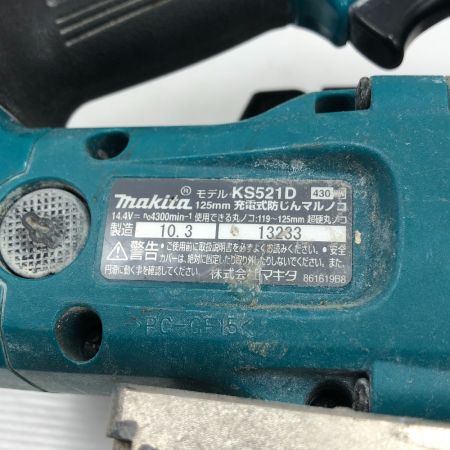 makita® モデル KS521D 430
125mm 充電式防じんマルノコ
14.4V⎓ n₀4300min⁻¹ 使用できる丸ノコ:119~125mm 超硬丸ノコ
製造 10.3 13233
警告 ・ご使用前に取扱説明書を必ずよくお読みください。・安全
カバーは、絶対に固定したり取り外したりしないでください。また、
円滑に動く事を確認してください。
株式会社マキタ 861619B8
>PC-GF15<